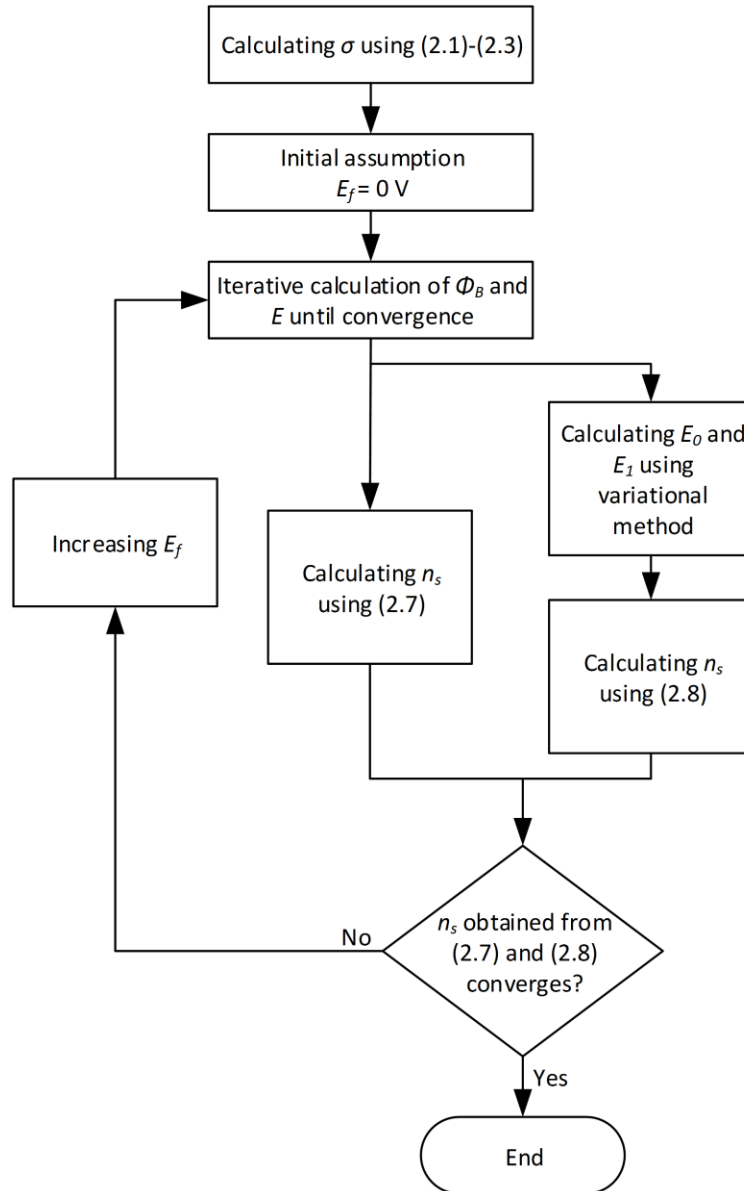 Calculating σ using (2.1)-(2.3)
Initial assumption
E_f = 0 V
Iterative calculation of Φ_B and
E until convergence
Calculating E_0 and
E_1 using
variational
method
Increasing E_f
Calculating n_s
using (2.7)
Calculating n_s
using (2.8)
n_s obtained from
(2.7) and (2.8)
converges?
No
Yes
End